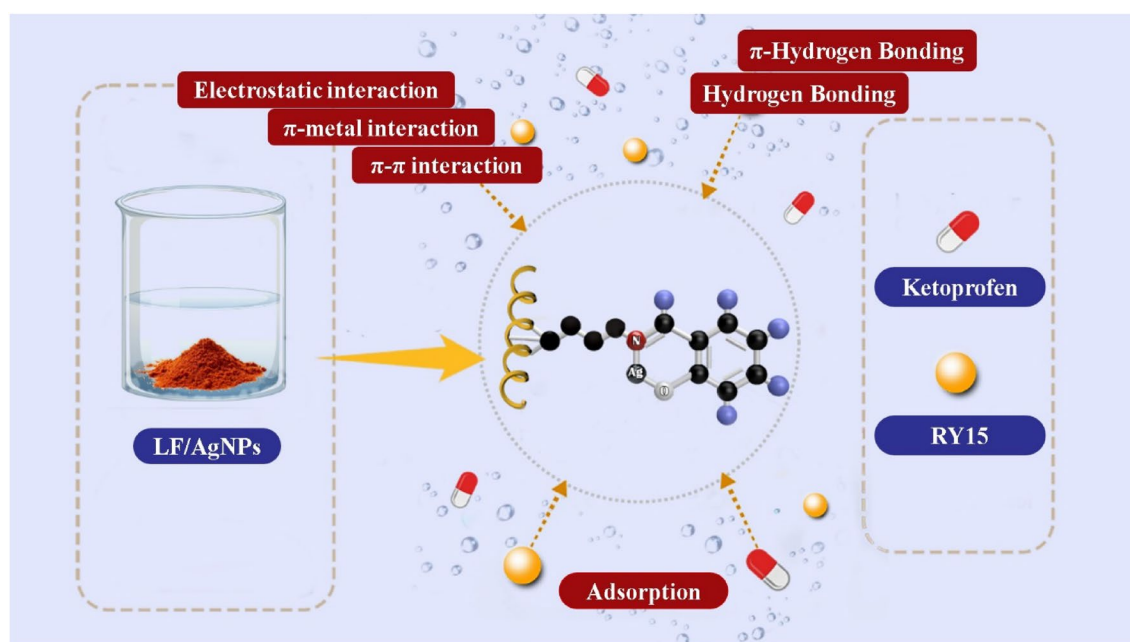 π-Hydrogen Bonding
Hydrogen Bonding
Electrostatic interaction
π-metal interaction
π-π interaction
Ketoprofen
N
Ag
O
RY15
LF/AgNPs
Adsorption